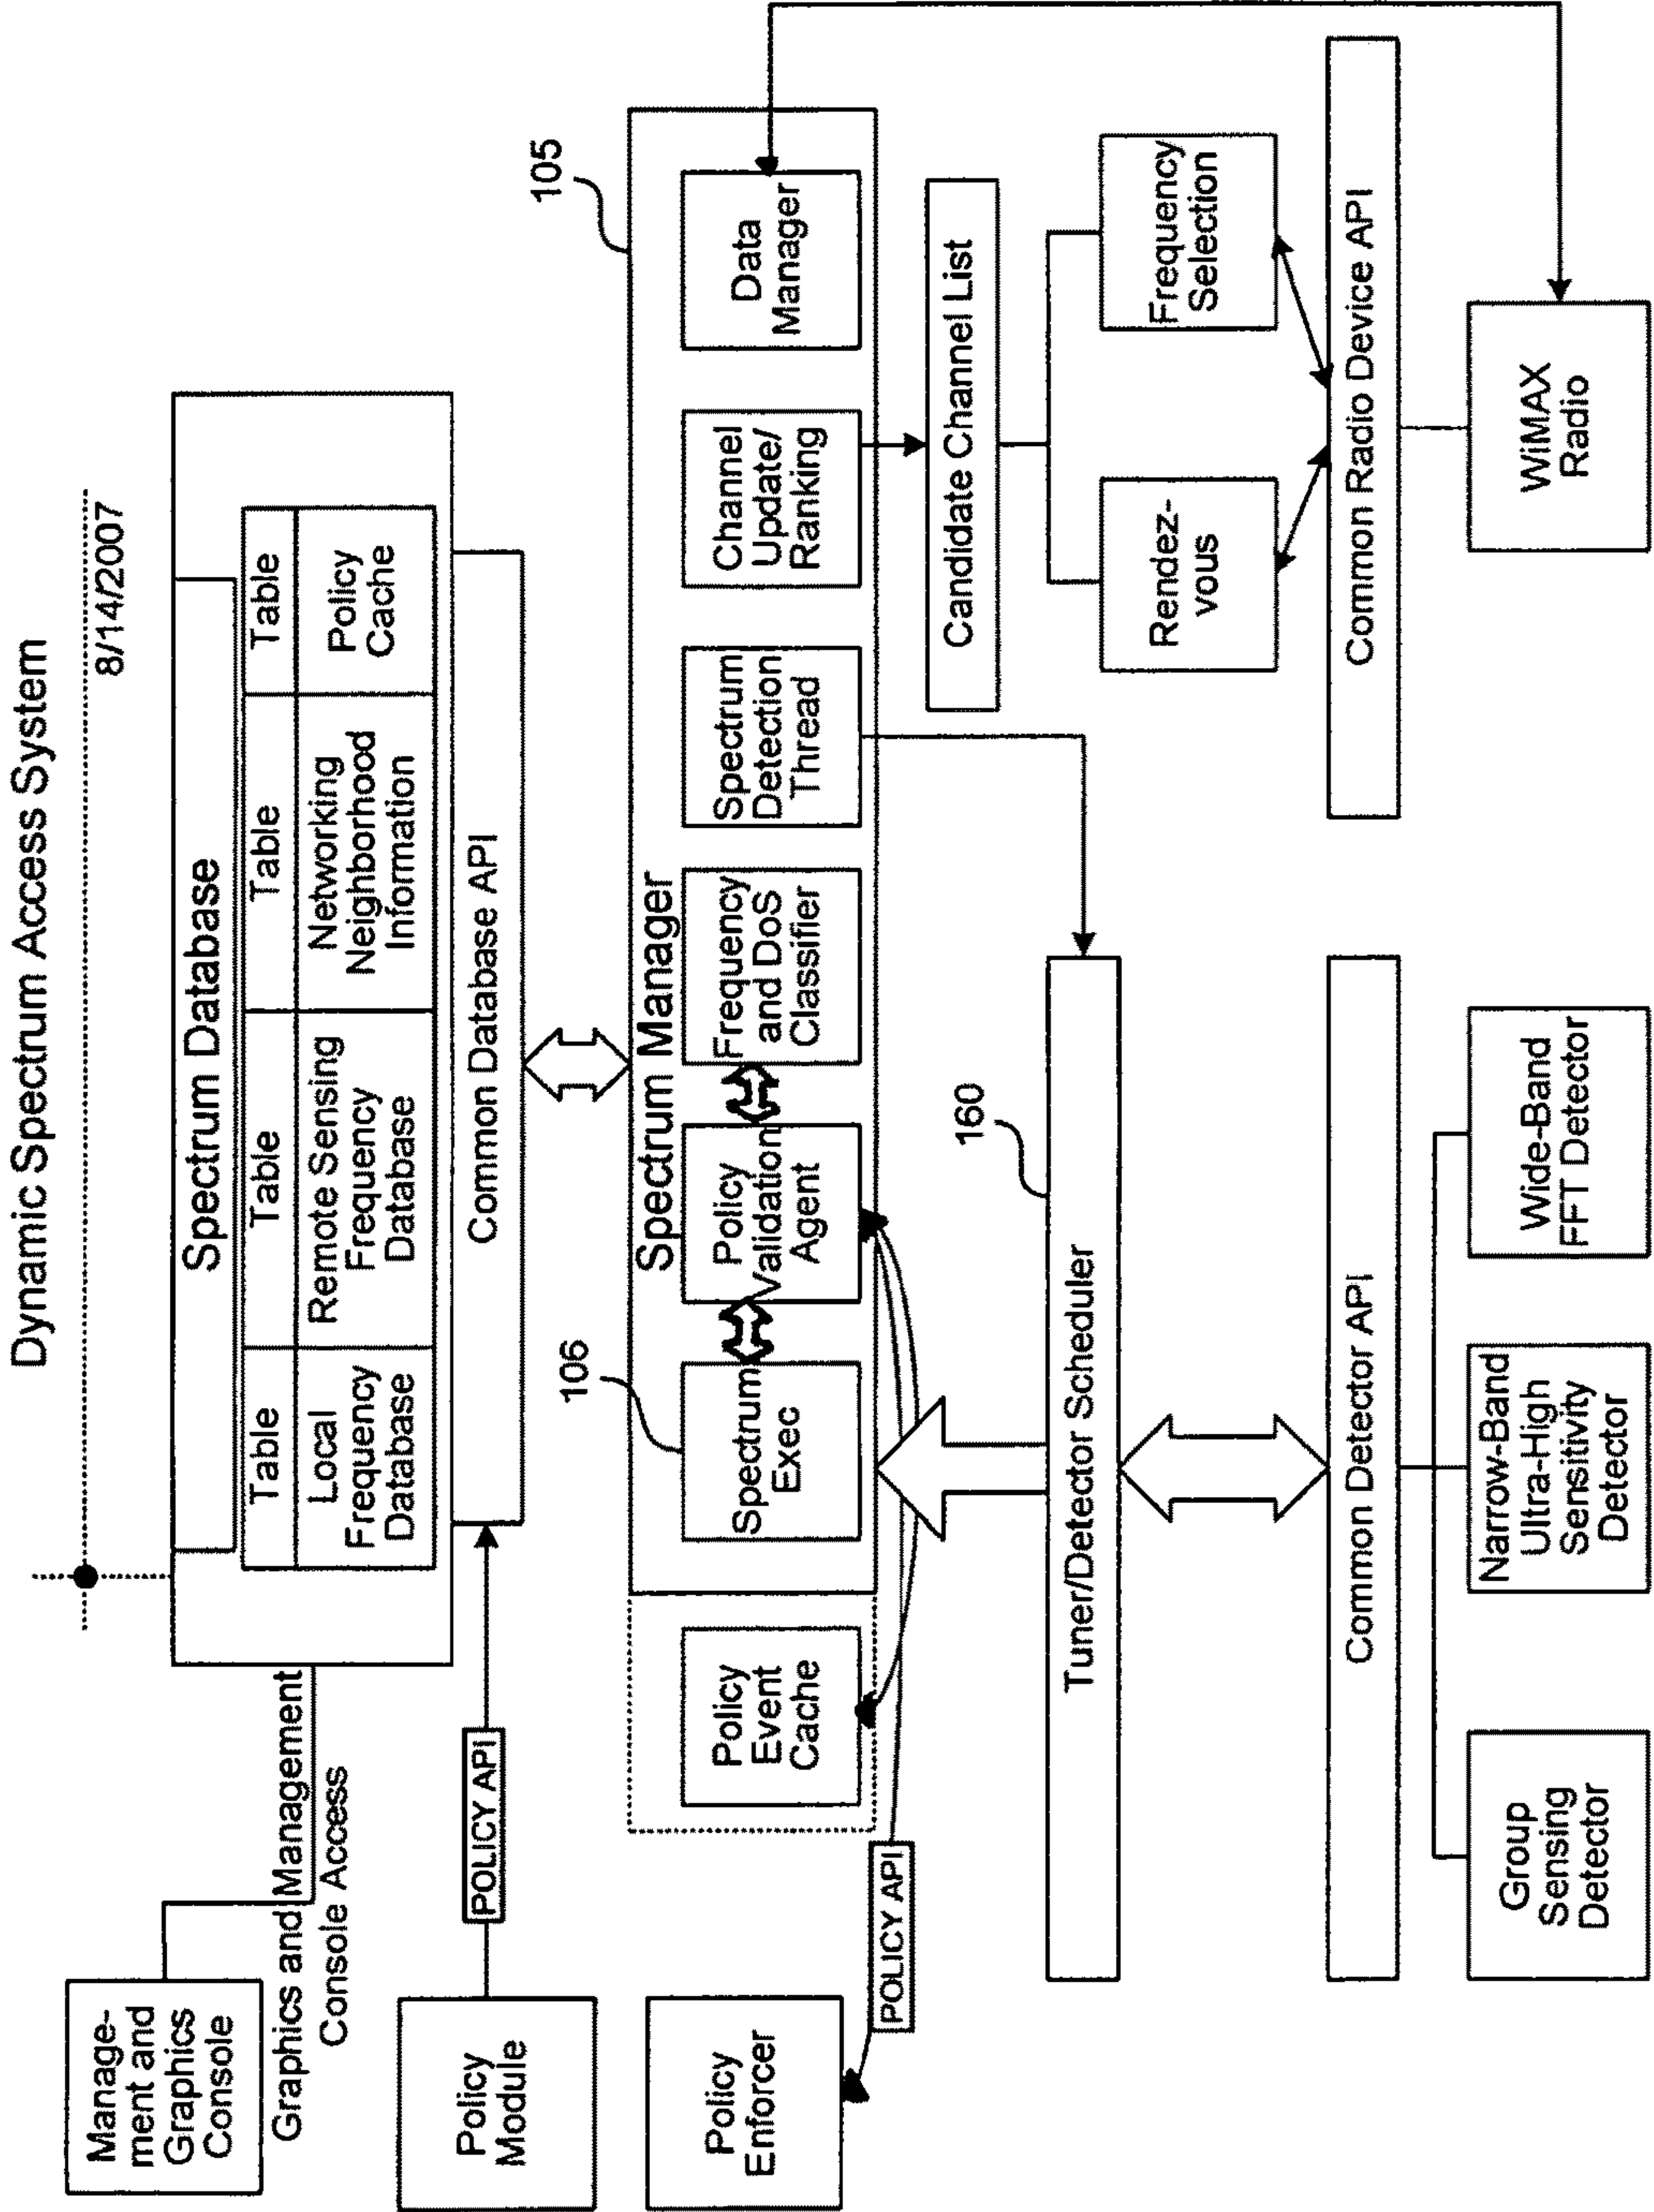 Dynamic Spectrum Access System
8/14/2007
Manage-
ment and
Graphics
Console
Graphics and Management
Console Access
Spectrum Database
Table
Table
Table
Table
Local
Frequency
Database
Remote Sensing
Frequency
Database
Networking
Neighborhood
Information
Policy
Cache
Policy
Module
POLICY API
Common Database API
105
106
Spectrum Manager
Policy
Enforcer
POLICY API
Policy
Event
Cache
Spectrum
Exec
Policy
Validation
Agent
Frequency
and DoS
Classifier
Spectrum
Detection
Thread
Channel
Update/
Ranking
Data
Manager
Candidate Channel List
160
Tuner/Detector Scheduler
Rendez-
vous
Frequency
Selection
Common Detector API
Common Radio Device API
Group
Sensing
Detector
Narrow-Band
Ultra-High
Sensitivity
Detector
Wide-Band
FFT Detector
WiMAX
Radio